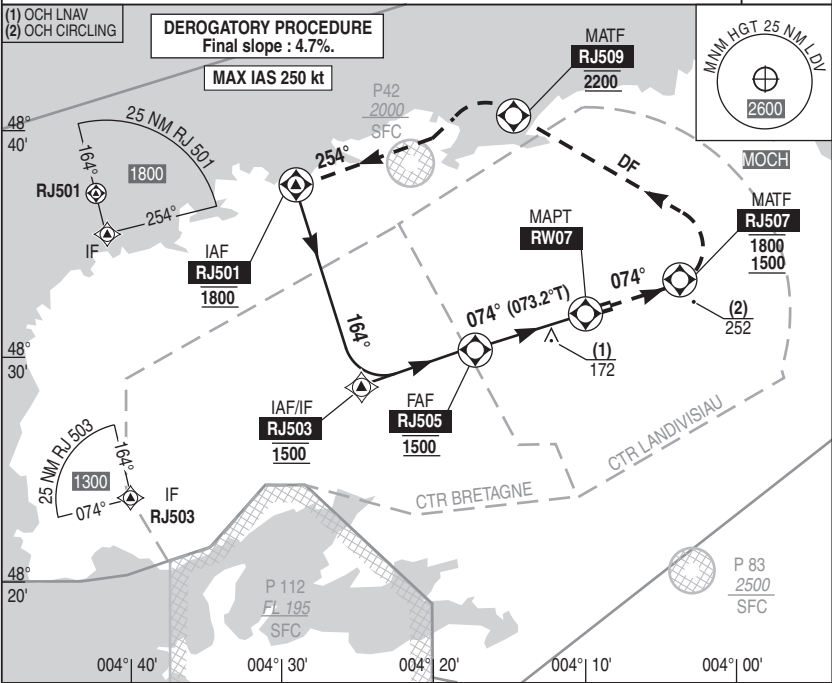 (1) OCH LNAV
(2) OCH CIRCLING
DEROGATORY PROCEDURE
Final slope : 4.7%.
MAX IAS 250 kt
MATF
RJ509
2200
MNM HGT 25 NM LDV
2600
P42
2000
SFC
48°
40'
25 NM RJ 501
164°
1800
RJ501
254°
IF
254°
DF
MOCH
MATF
RJ507
1800
1500
MAPT
RW07
IAF
RJ501
1800
074° (073.2°T)
074°
164°
(2)
252
(1)
172
48°
30'
IAF/IF
RJ503
1500
FAF
RJ505
1500
CTR LANDIVISIAU
CTR BRETAGNE
25 NM RJ 503
164°
1300
074°
IF
RJ503
48°
20'
P 112
FL 195
SFC
P 83
2500
SFC
004° 40'
004° 30'
004° 20'
004° 10'
004° 00'